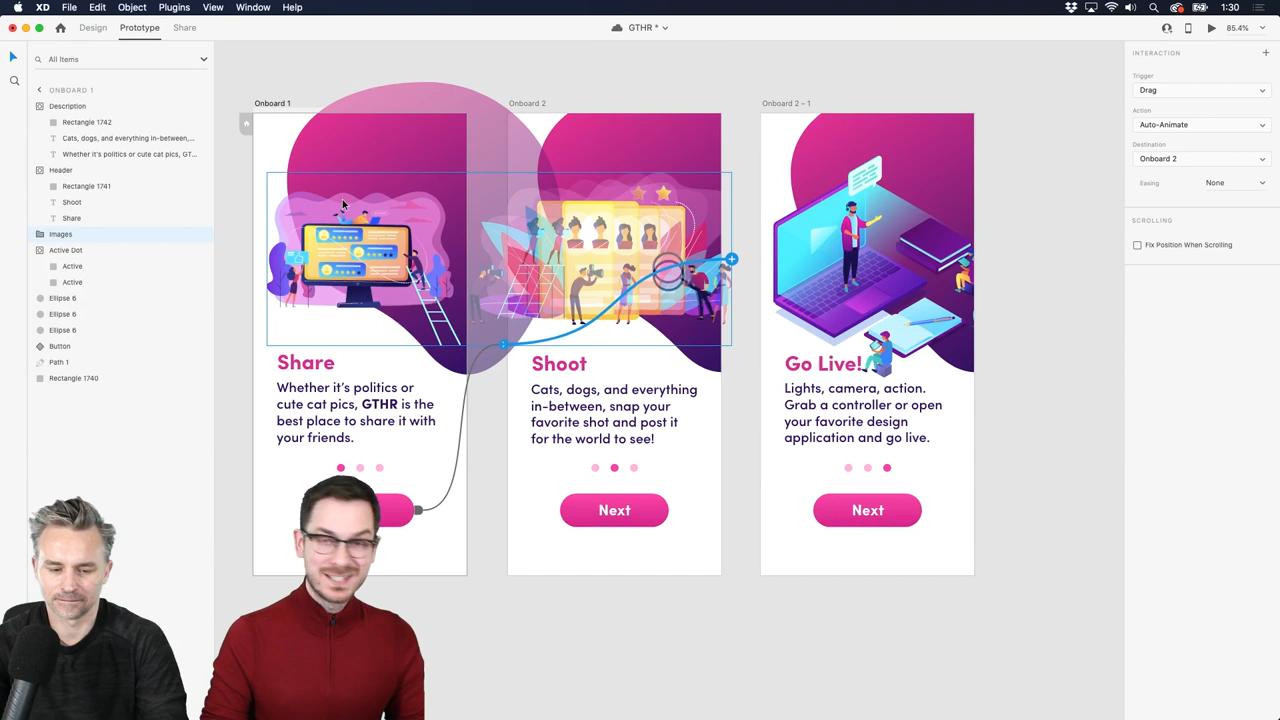 XD File Edit Object Plugins View Window Help 1:30
Design Prototype Share GTHR * 85.4%
All Items
ONBOARD 1
Description
Rectangle 1742
Cats, dogs, and everything in-between,...
Whether it's politics or cute cat pics, GT...
Header
Rectangle 1741
Shoot
Share
Images
Active Dot
Active
Active
Ellipse 6
Ellipse 6
Ellipse 6
Button
Path 1
Rectangle 1740
Onboard 1
Share
Whether it's politics or
cute cat pics, GTHR is the
best place to share it with
your friends.
Onboard 2
Shoot
Cats, dogs, and everything
in-between, snap your
favorite shot and post it
for the world to see!
Next
Onboard 2 – 1
Go Live!
Lights, camera, action.
Grab a controller or open
your favorite design
application and go live.
Next
INTERACTION
Trigger
Drag
Action
Auto-Animate
Destination
Onboard 2
Easing None
SCROLLING
Fix Position When Scrolling